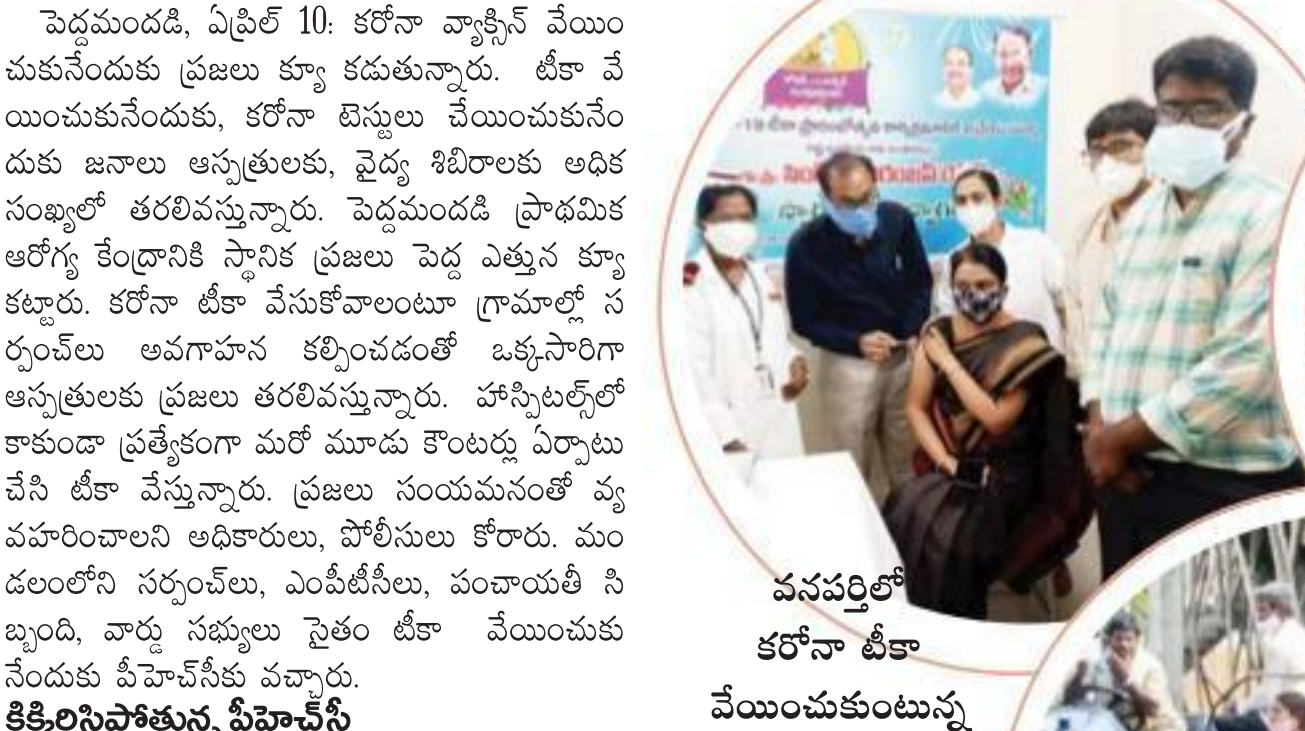 పెద్దమందడి, ఏప్రిల్ 10: కరోనా వ్యాక్సిన్ వేయిం
చుకునేందుకు ప్రజలు క్యూ కడుతున్నారు. టీకా వే
యించుకునేందుకు, కరోనా టెస్టులు చేయించుకునేం
దుకు జనాలు ఆస్పత్రులకు, వైద్య శిబిరాలకు అధిక
సంఖ్యలో తరలివస్తున్నారు. పెద్దమందడి ప్రాథమిక
ఆరోగ్య కేంద్రానికి స్థానిక ప్రజలు పెద్ద ఎత్తున క్యూ
కట్టారు. కరోనా టీకా వేసుకోవాలంటూ గ్రామాల్లో స
ర్పంచ్‌లు అవగాహన కల్పించడంతో ఒక్కసారిగా
ఆస్పత్రులకు ప్రజలు తరలివస్తున్నారు. హాస్పిటల్స్‌లో
కాకుండా ప్రత్యేకంగా మరో మూడు కౌంటర్లు ఏర్పాటు
చేసి టీకా వేస్తున్నారు. ప్రజలు సంయమనంతో వ్య
వహరించాలని అధికారులు, పోలీసులు కోరారు. మం
డలంలోని సర్పంచ్‌లు, ఎంపీటీసీలు, పంచాయతీ సి
బ్బంది, వార్డు సభ్యులు సైతం టీకా వేయించుకు
నేందుకు పీహెచ్‌సీకు వచ్చారు.
కిక్కిరిసిపోతున్న పీహెచ్‌సీ
వనపర్తిలో
కరోనా టీకా
వేయించుకుంటున్న